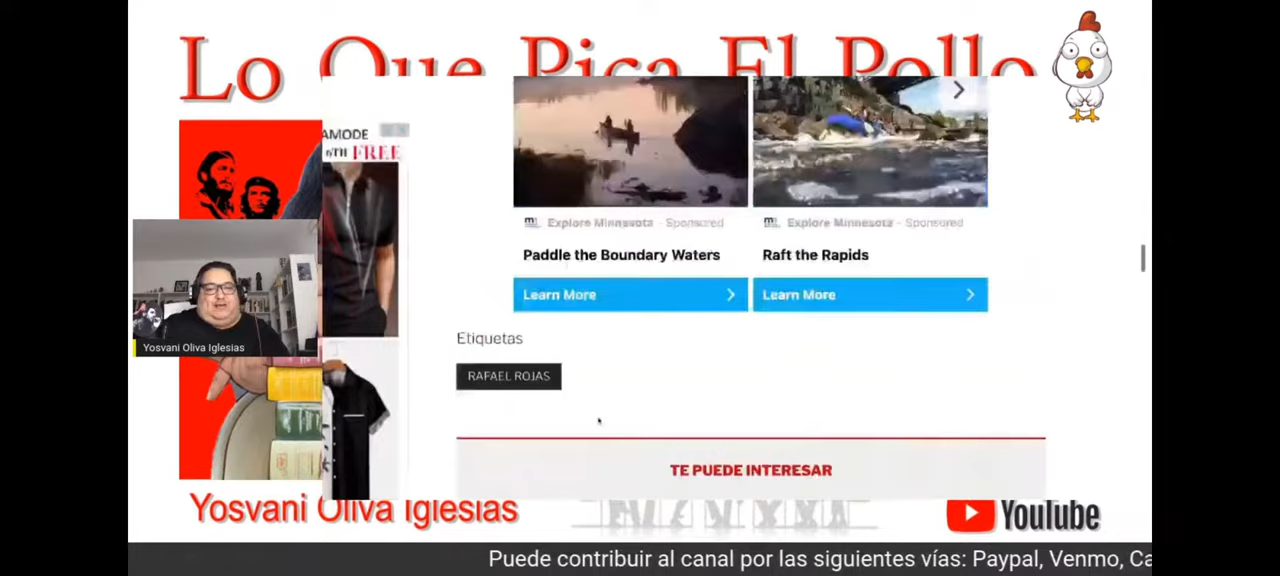 Lo Que Pica El Pollo
AMODE
FREE
Explore Minnesota - Sponsored
Explore Minnesota - Sponsored
Paddle the Boundary Waters
Raft the Rapids
Learn More
Learn More
Yosvani Oliva Iglesias
Etiquetas
RAFAEL ROJAS
TE PUEDE INTERESAR
Yosvani Oliva Iglesias
YouTube
Puede contribuir al canal por las siguientes vías: Paypal, Venmo, Ca